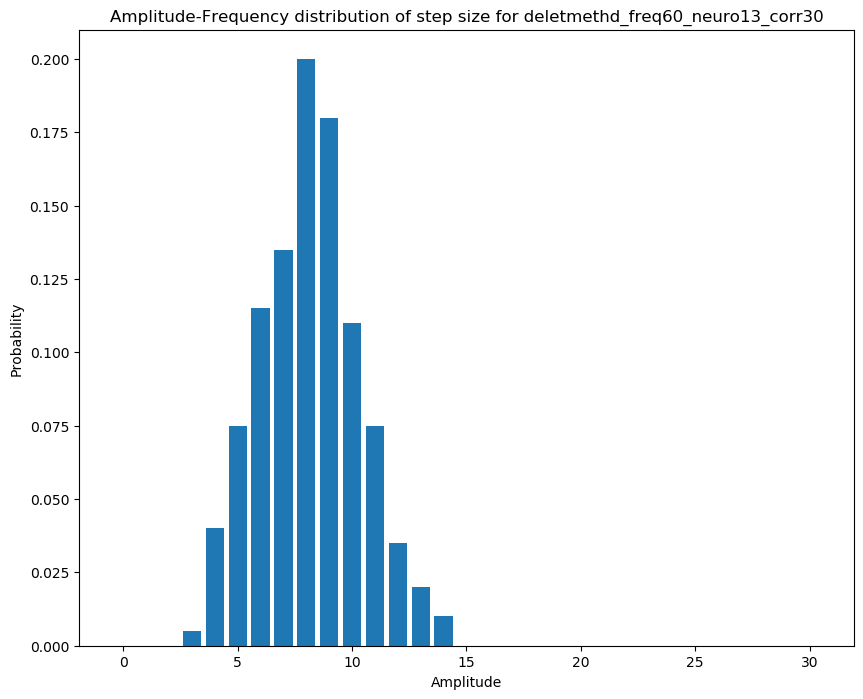 Amplitude-Frequency distribution of step size for deletmethd_freq60_neuro13_corr30
0.200
0.175
0.150
0.125
0.100
0.075
0.050
0.025
0.000
Probability
0 5 10 15 20 25 30
Amplitude